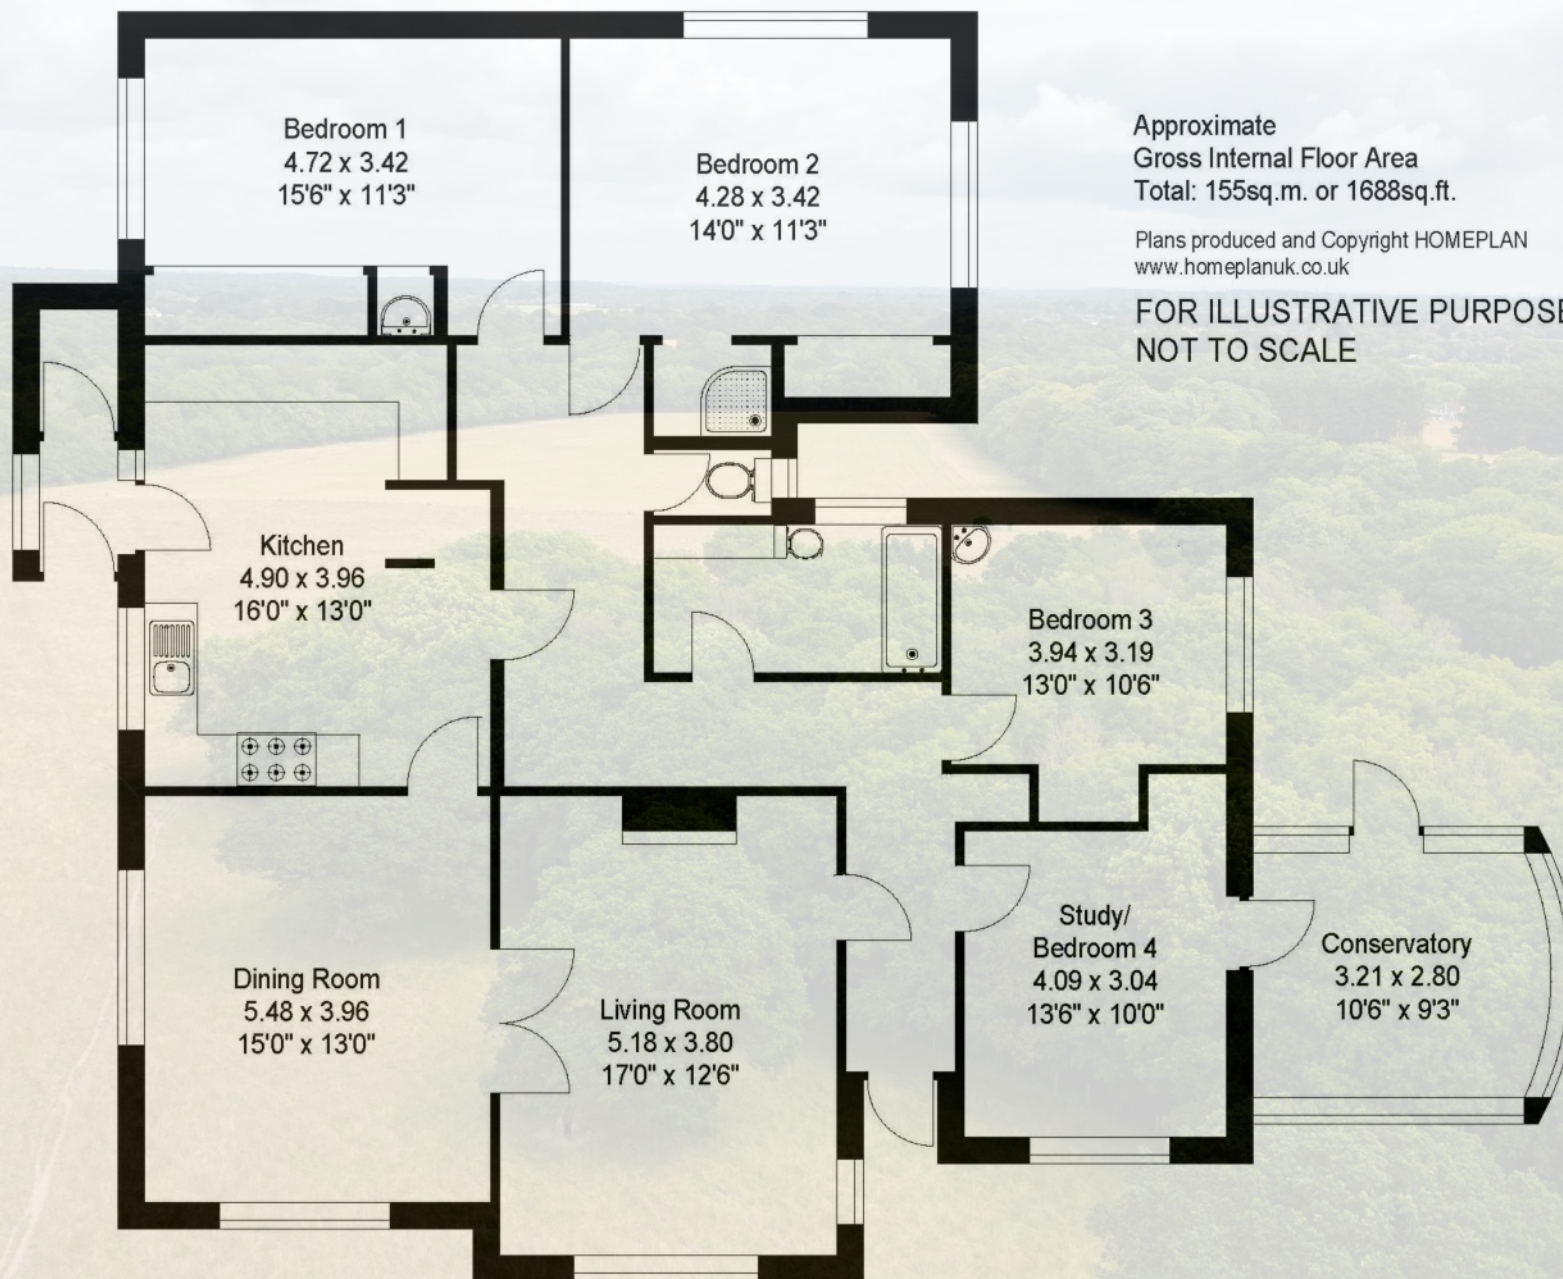 Bedroom 1
4.72 x 3.42
15'6" x 11'3"
Bedroom 2
4.28 x 3.42
14'0" x 11'3"
Approximate
Gross Internal Floor Area
Total: 155sq.m. or 1688sq.ft.
Plans produced and Copyright HOMEPLAN
www.homeplanuk.co.uk
FOR ILLUSTRATIVE PURPOSE
NOT TO SCALE
Kitchen
4.90 x 3.96
16'0" x 13'0"
Bedroom 3
3.94 x 3.19
13'0" x 10'6"
Dining Room
5.48 x 3.96
15'0" x 13'0"
Living Room
5.18 x 3.80
17'0" x 12'6"
Study/
Bedroom 4
4.09 x 3.04
13'6" x 10'0"
Conservatory
3.21 x 2.80
10'6" x 9'3"